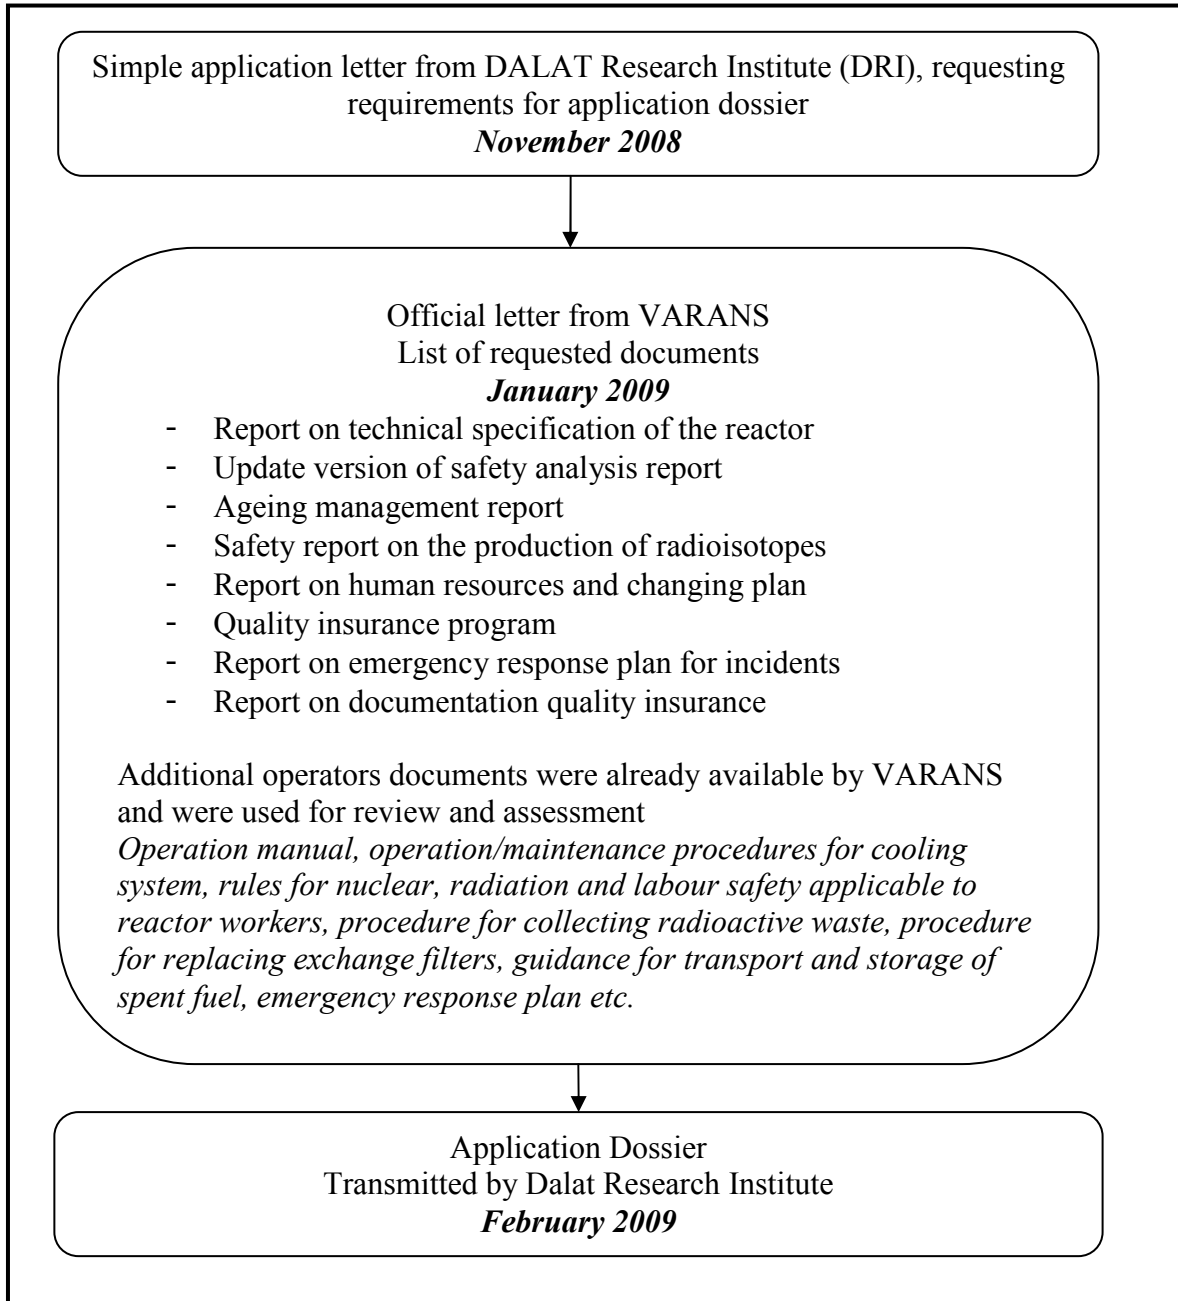 Simple application letter from DALAT Research Institute (DRI), requesting
requirements for application dossier
November 2008
Official letter from VARANS
List of requested documents
January 2009
- Report on technical specification of the reactor
- Update version of safety analysis report
- Ageing management report
- Safety report on the production of radioisotopes
- Report on human resources and changing plan
- Quality insurance program
- Report on emergency response plan for incidents
- Report on documentation quality insurance
Additional operators documents were already available by VARANS
and were used for review and assessment
Operation manual, operation/maintenance procedures for cooling
system, rules for nuclear, radiation and labour safety applicable to
reactor workers, procedure for collecting radioactive waste, procedure
for replacing exchange filters, guidance for transport and storage of
spent fuel, emergency response plan etc.
Application Dossier
Transmitted by Dalat Research Institute
February 2009